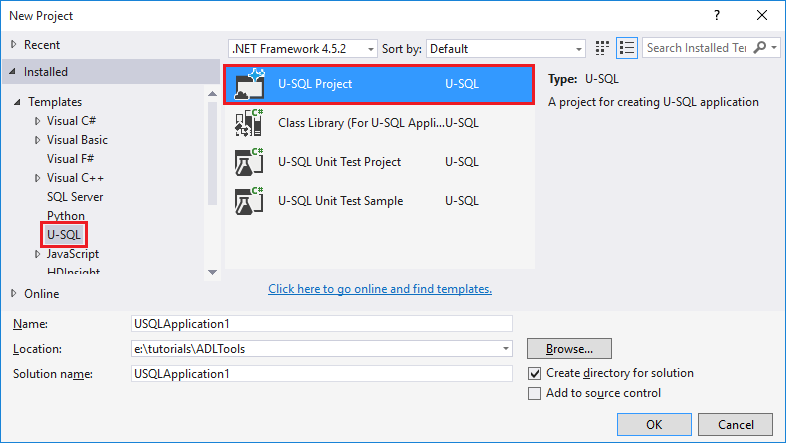 New Project
?
Recent
.NET Framework 4.5.2
Sort by:
Default
Search Installed Te
Installed
Templates
Visual C#
Visual Basic
Visual F#
Visual C++
SQL Server
Python
U-SQL
JavaScript
HDInsight
Online
U-SQL Project U-SQL
C# Class Library (For U-SQL Appli... U-SQL
C# U-SQL Unit Test Project U-SQL
C# U-SQL Unit Test Sample U-SQL
Click here to go online and find templates.
Type: U-SQL
A project for creating U-SQL application
Name: USQLApplication1
Location: e:\tutorials\ADLTools Browse...
Solution name: USQLApplication1
Create directory for solution
Add to source control
OK Cancel